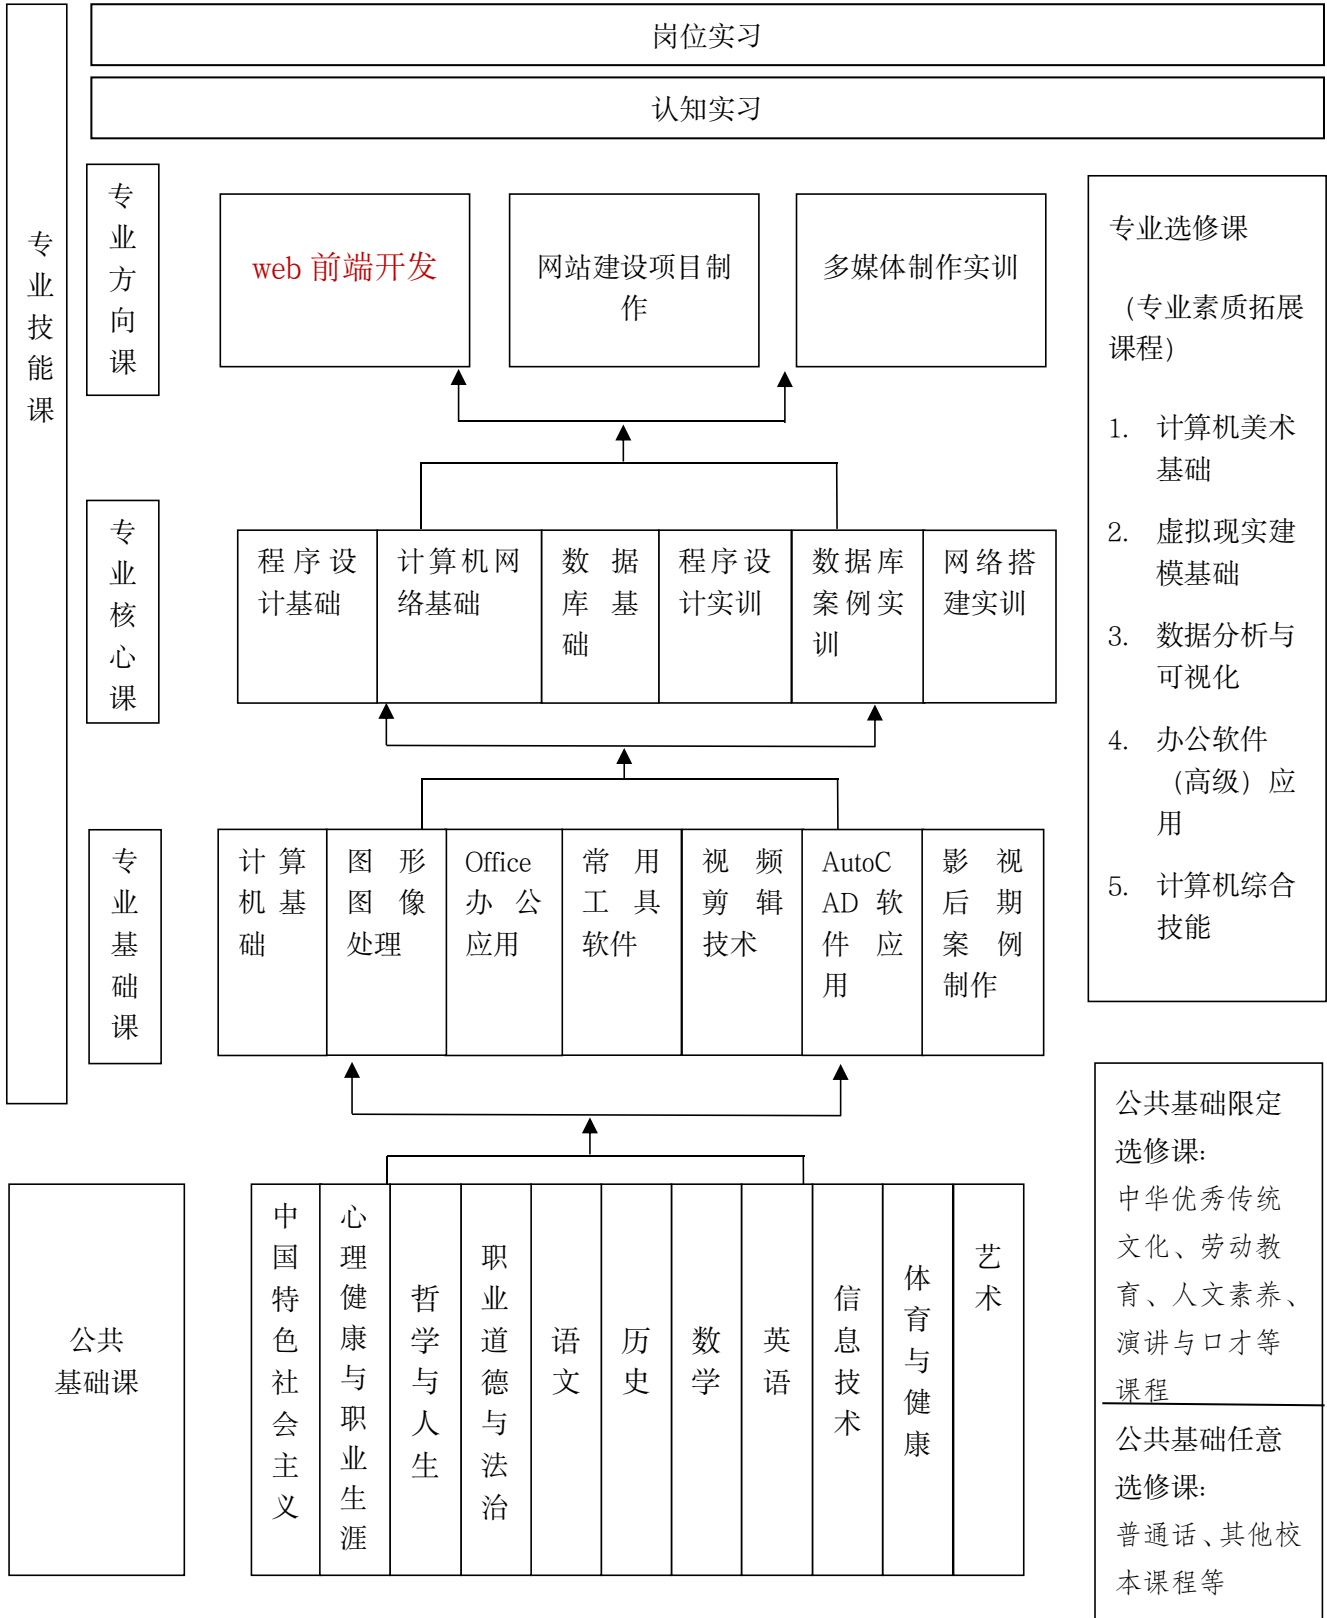 岗位实习
认知实习
专业技能课
专业方向课
web 前端开发
网站建设项目制
作
多媒体制作实训
专业选修课
（专业素质拓展
课程）
1. 计算机美术
基础
2. 虚拟现实建
模基础
3. 数据分析与
可视化
4. 办公软件
（高级）应
用
5. 计算机综合
技能
专业核心课
程序设
计基础
计算机网
络基础
数据
库基
础
程序设
计实训
数据库
案例实
训
网络搭
建实训
专业基础课
计算
机基
础
图形
图像
处理
Office
办公
应用
常用
工具
软件
视频
剪辑
技术
AutoC
AD 软
件应
用
影视
后期
案例
制作
公共
基础课
中国特色社会主义
心理健康与职业生涯
哲学与人生
职业道德与法治
语文
历史
数学
英语
信息技术
体育与健康
艺术
公共基础限定
选修课:
中华优秀传统
文化、劳动教
育、人文素养、
演讲与口才等
课程
公共基础任意
选修课:
普通话、其他校
本课程等